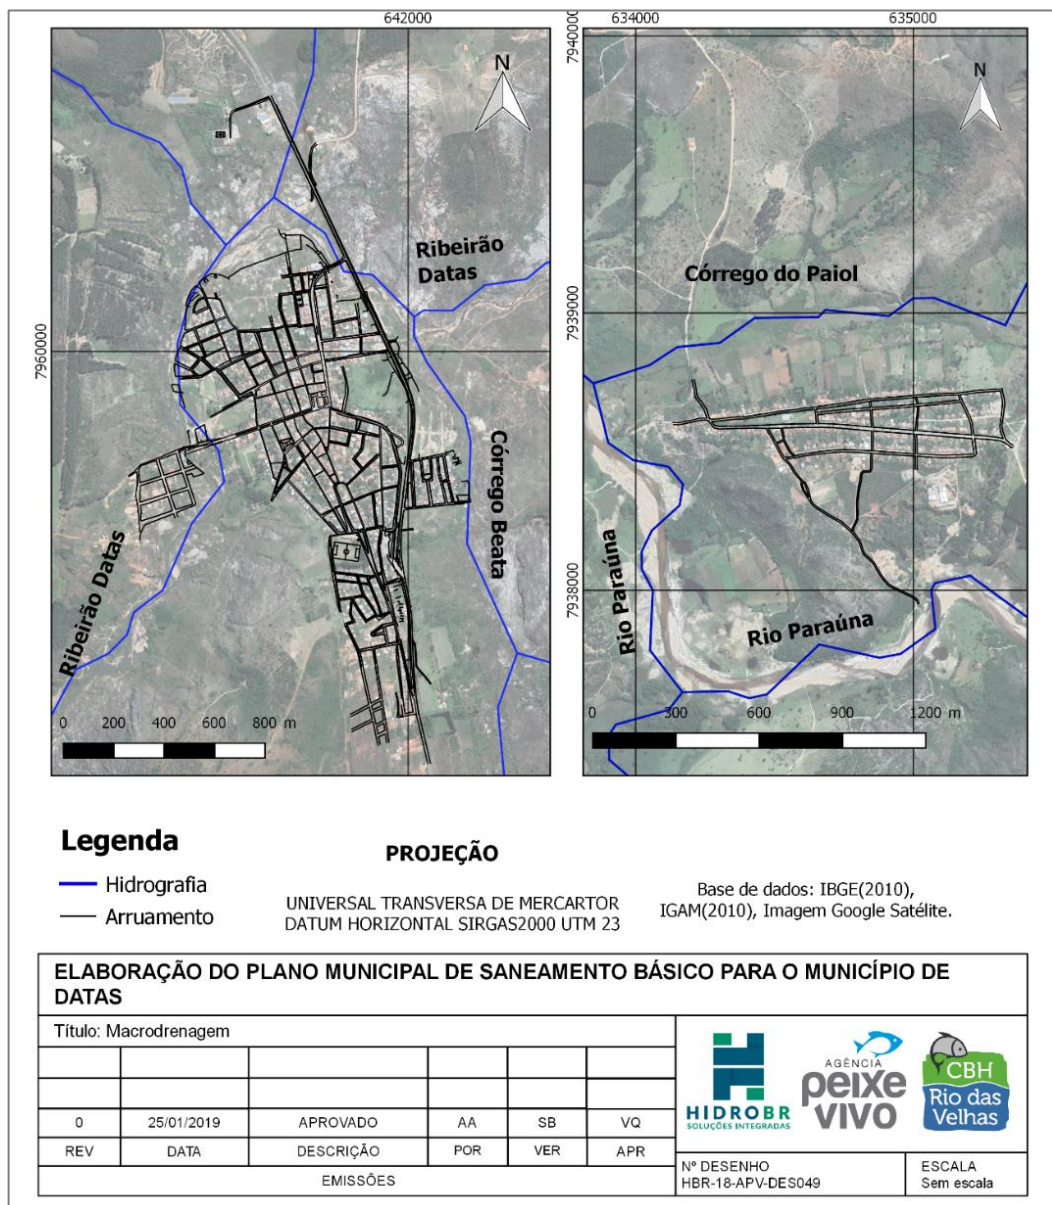 642000
634000
635000
7940000
N
N
Ribeirão
Datas
Córrego do Paiol
7939000
7960000
Córrego Beata
Ribeirão Datas
Rio Paraúna
7938000
Rio Paraúna
0 200 400 600 800 m
0 300 600 900 1200 m
Legenda
Hidrografia
Arruamento
PROJEÇÃO
UNIVERSAL TRANSVERSA DE MERCARTOR
DATUM HORIZONTAL SIRGAS2000 UTM 23
Base de dados: IBGE(2010),
IGAM(2010), Imagem Google Satélite.
ELABORAÇÃO DO PLANO MUNICIPAL DE SANEAMENTO BÁSICO PARA O MUNICÍPIO DE
DATAS
Título: Macrodrenagem
0 25/01/2019 APROVADO AA SB VQ
REV DATA DESCRIÇÃO POR VER APR
EMISSÕES
HIDROBR
SOLUÇÕES INTEGRADAS
AGÊNCIA
peixe
vivo
CBH
Rio das
Velhas
Nº DESENHO
HBR-18-APV-DES049
ESCALA
Sem escala